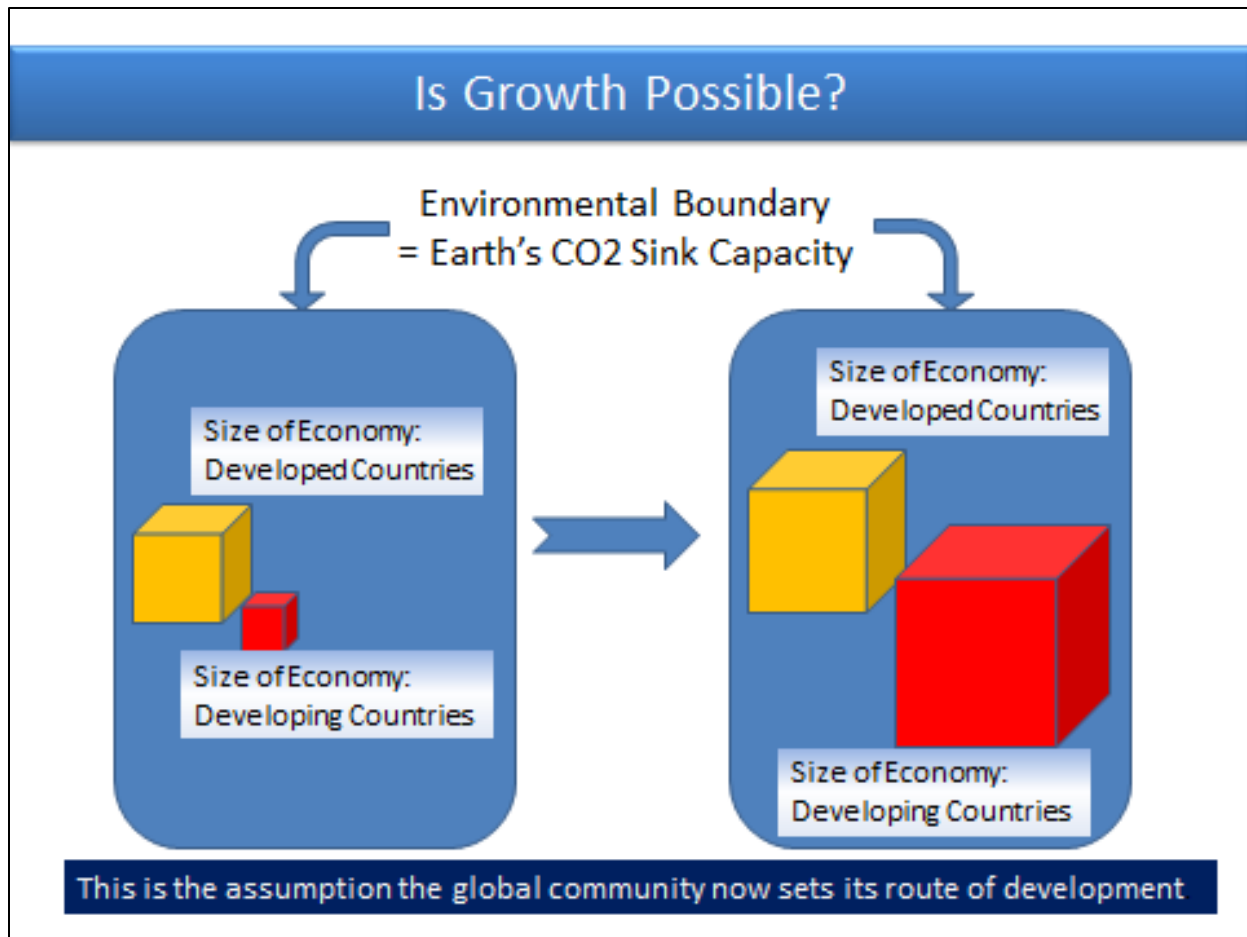 Is Growth Possible?
Environmental Boundary
= Earth's CO2 Sink Capacity
Size of Economy:
Developed Countries
Size of Economy:
Developing Countries
Size of Economy:
Developed Countries
Size of Economy:
Developing Countries
This is the assumption the global community now sets its route of development